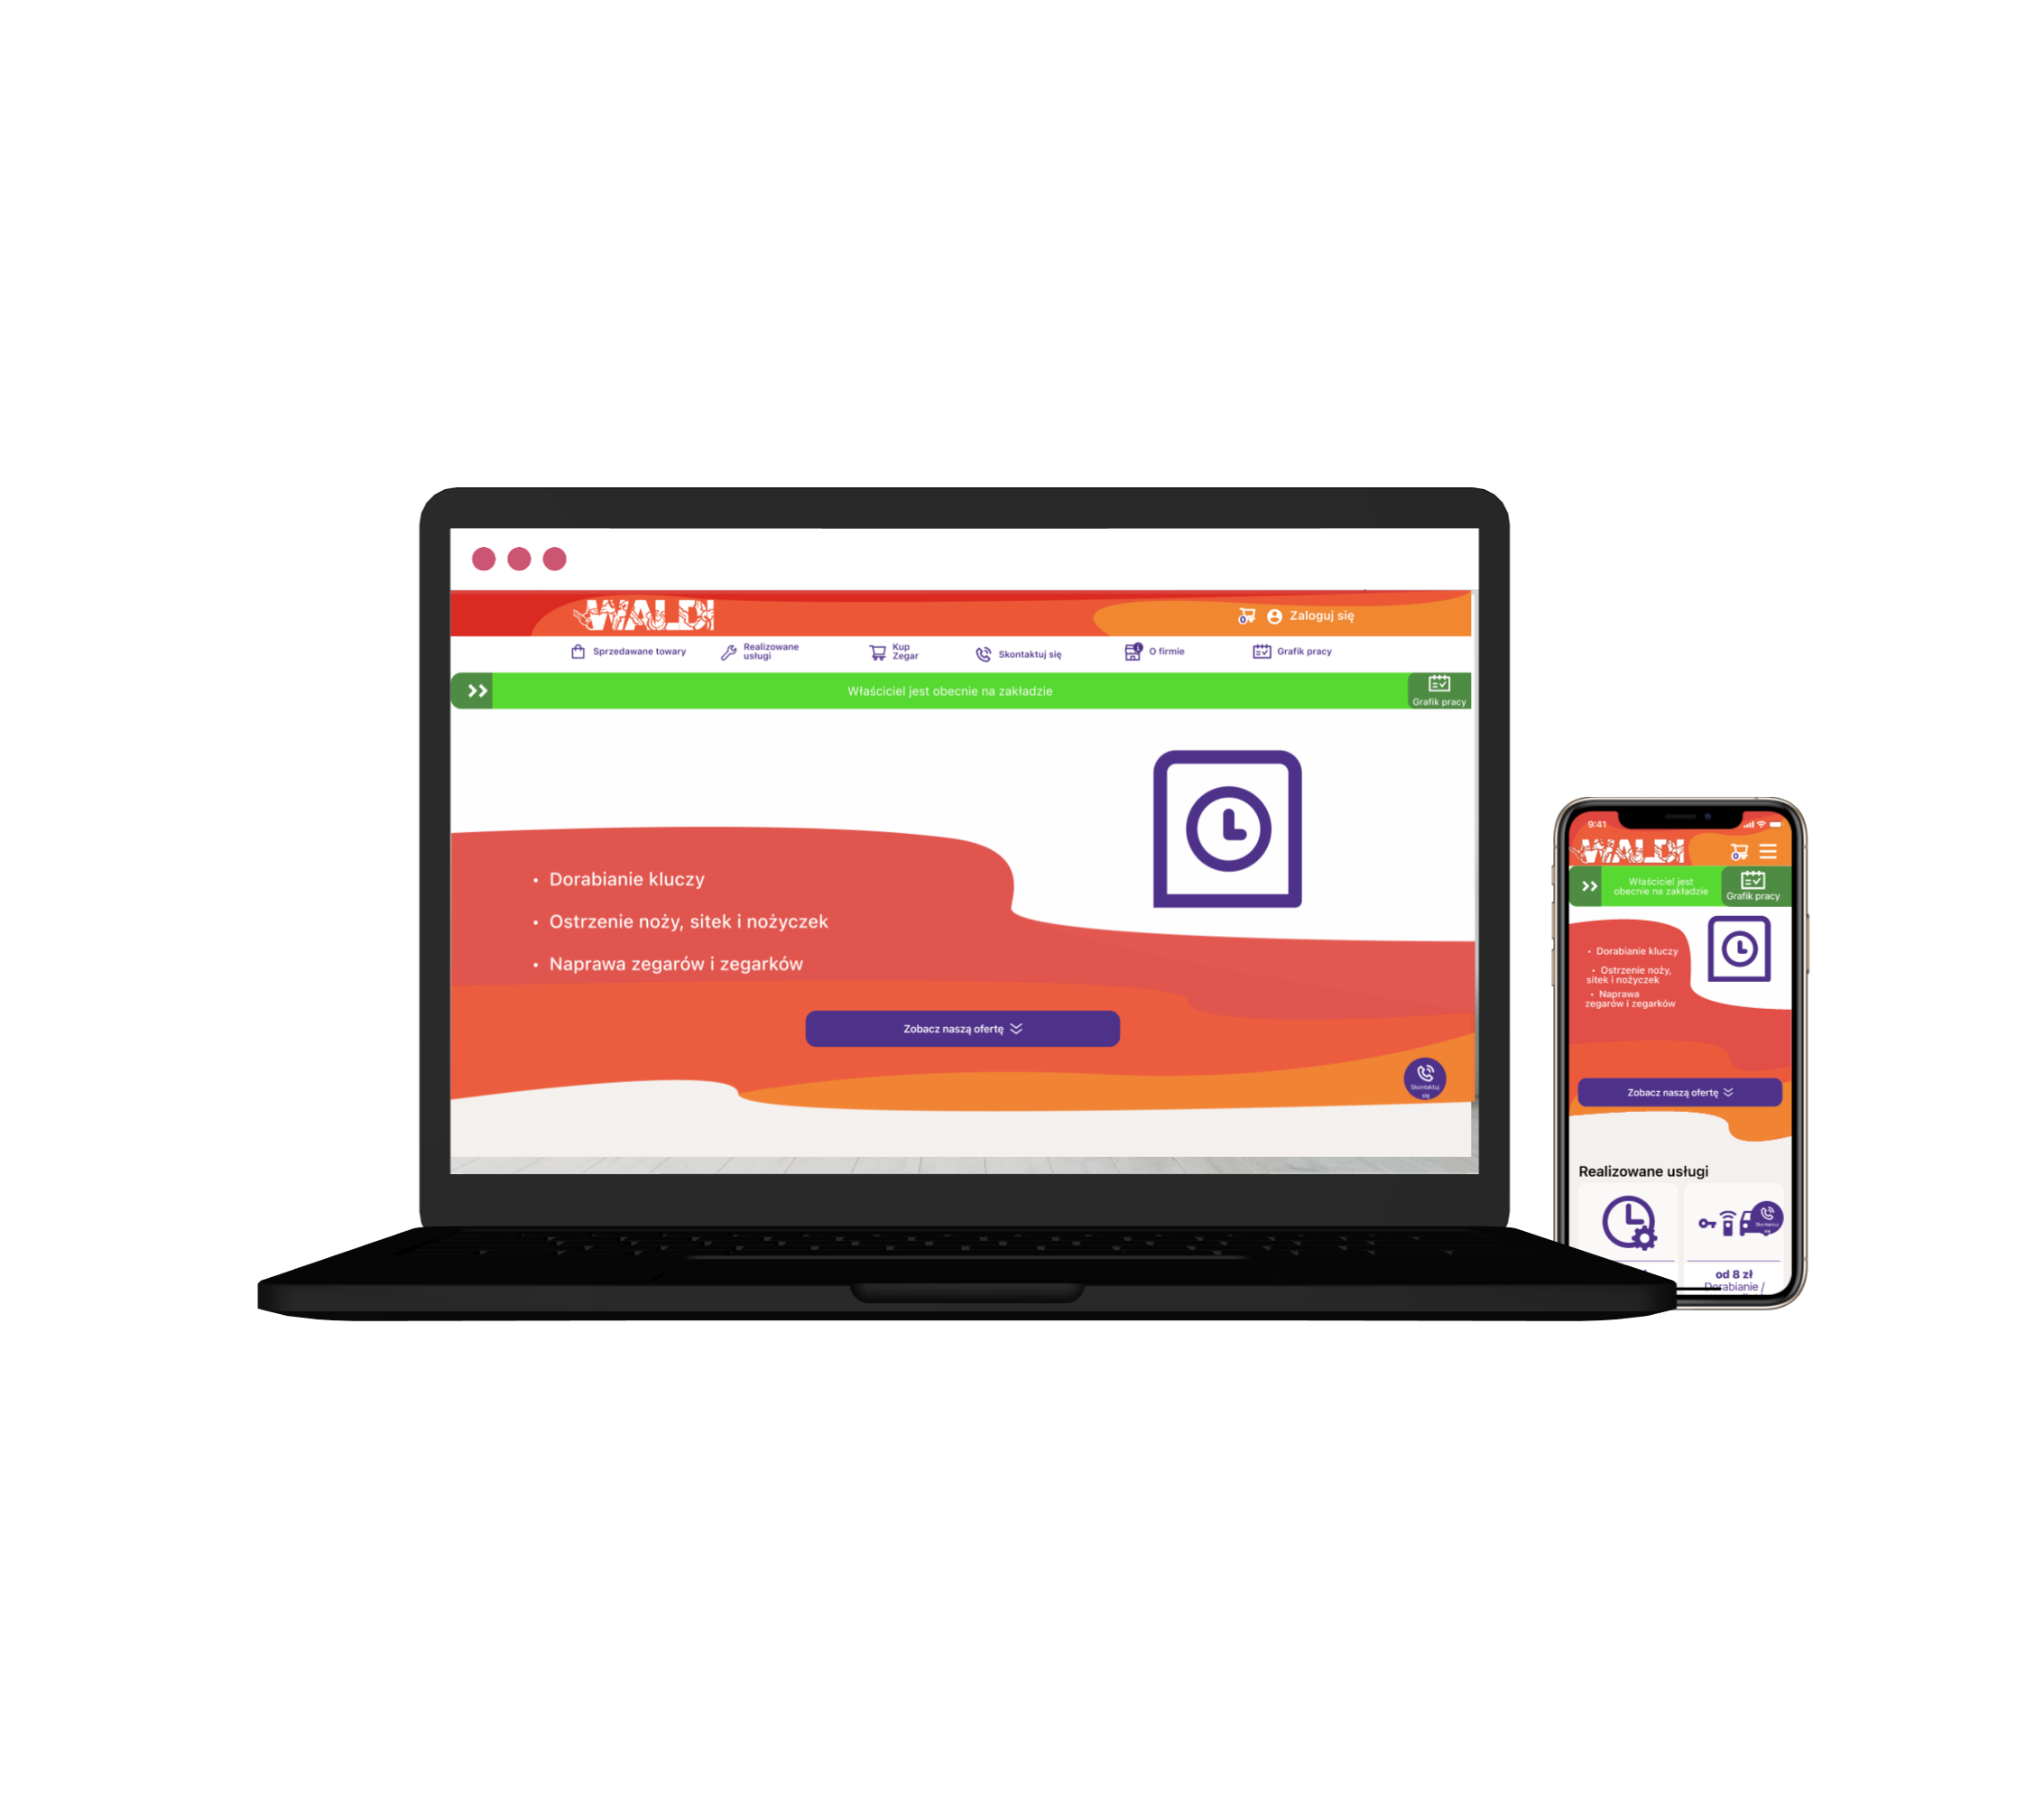 WALDI
0
Zaloguj się
Sprzedawane towary
Realizowane
usługi
Kup
Zegar
Skontaktuj się
O firmie
Grafik pracy
Właściciel jest obecnie na zakładzie
Grafik pracy
• Dorabianie kluczy
• Ostrzenie noży, sitek i nożyczek
• Naprawa zegarów i zegarków
Zobacz naszą ofertę
Skontaktuj
się
9:41
WALDI
0
Właściciel jest
obecnie na zakładzie
Grafik pracy
• Dorabianie kluczy
• Ostrzenie noży,
sitek i nożyczek
• Naprawa
zegarów i zegarków
Zobacz naszą ofertę
Realizowane usługi
Skontaktuj
od 8 zł
Dorabianie /